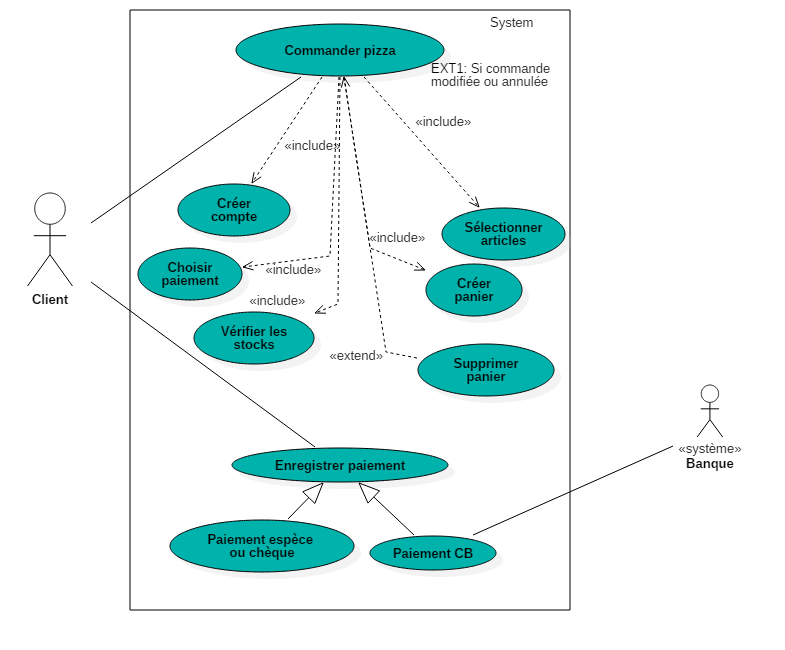 System
Commander pizza
EXT1: Si commande
modifiée ou annulée
«include»
«include»
Créer
compte
Sélectionner
articles
«include»
Choisir
paiement
«include»
Créer
panier
«include»
Vérifier les
stocks
«extend»
Supprimer
panier
Client
«système»
Banque
Enregistrer paiement
Paiement espèce
ou chèque
Paiement CB